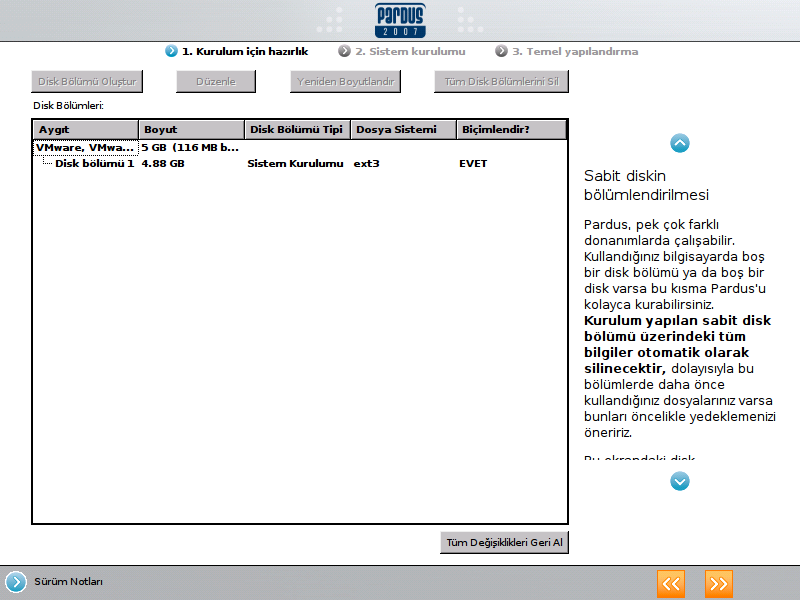 PARDUS
2007
1. Kurulum için hazırlık
2. Sistem kurulumu
3. Temel yapılandırma
Disk Bölümü Oluştur
Düzenle
Yeniden Boyutlandır
Tüm Disk Bölümlerini Sil
Disk Bölümleri:
Aygıt Boyut Disk Bölümü Tipi Dosya Sistemi Biçimlendir?
VMware, VMwa... 5 GB (116 MB b...
Disk bölümü 1 4.88 GB Sistem Kurulumu ext3 EVET
Tüm Değişiklikleri Geri Al
Sabit diskin
bölümlendirilmesi
Pardus, pek çok farklı
donanımlarda çalışabilir.
Kullandığınız bilgisayarda boş
bir disk bölümü ya da boş bir
disk varsa bu kısma Pardus'u
kolayca kurabilirsiniz.
Kurulum yapılan sabit disk
bölümü üzerindeki tüm
bilgiler otomatik olarak
silinecektir, dolayısıyla bu
bölümlerde daha önce
kullandığınız dosyalarınız varsa
bunları öncelikle yedeklemenizi
öneririz.
Bu ekrandaki disk
Sürüm Notları